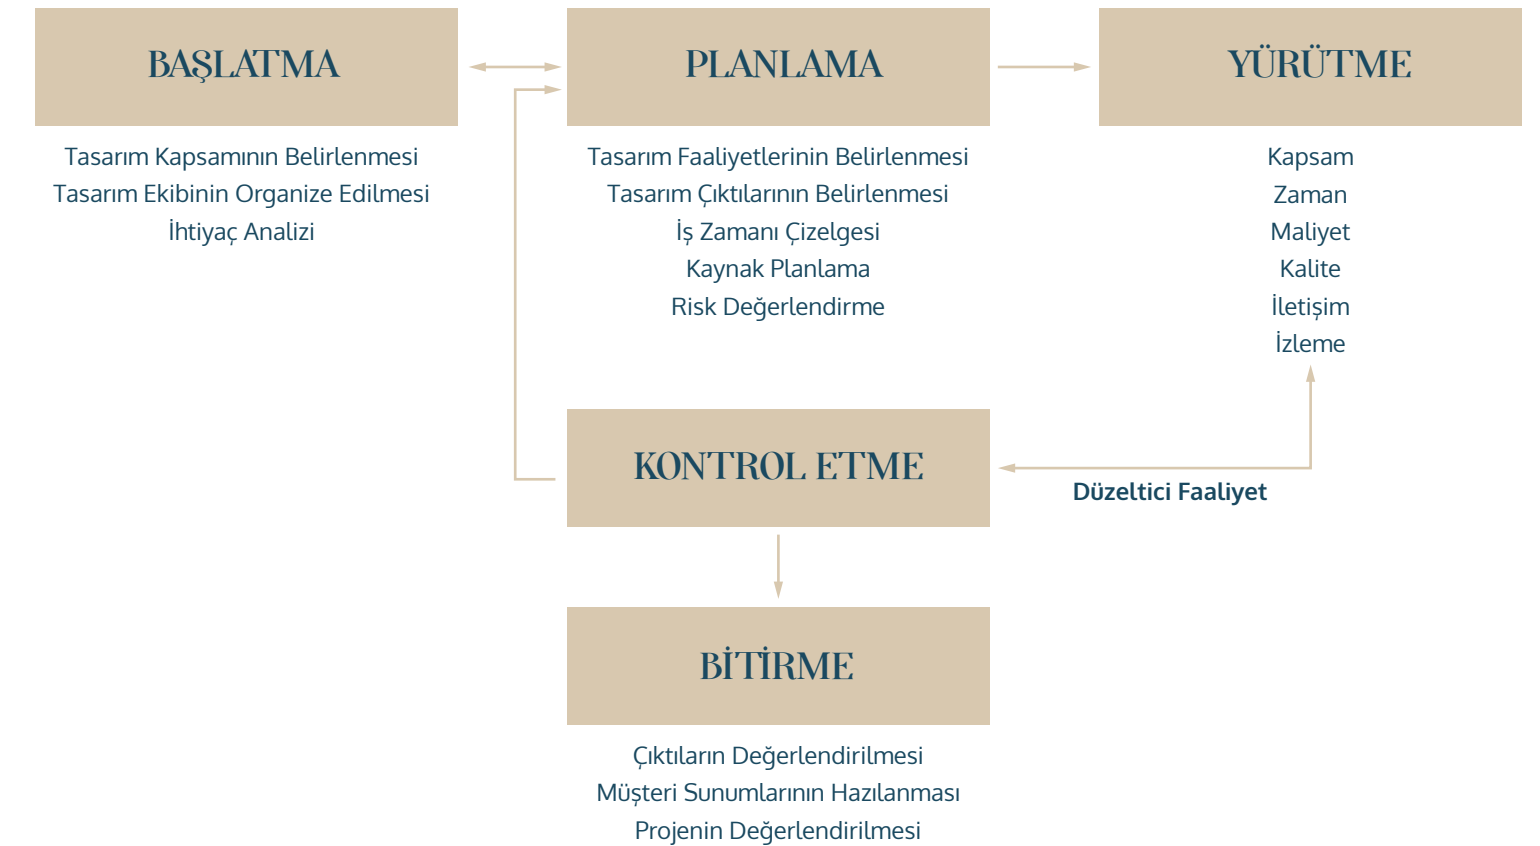 BAŞLATMA
Tasarım Kapsamının Belirlenmesi
Tasarım Ekibinin Organize Edilmesi
İhtiyaç Analizi
PLANLAMA
Tasarım Faaliyetlerinin Belirlenmesi
Tasarım Çıktılarının Belirlenmesi
İş Zamanı Çizelgesi
Kaynak Planlama
Risk Değerlendirme
YÜRÜTME
Kapsam
Zaman
Maliyet
Kalite
İletişim
İzleme
KONTROL ETME
Düzeltici Faaliyet
BİTİRME
Çıktıların Değerlendirilmesi
Müşteri Sunumlarının Hazılanması
Projenin Değerlendirilmesi